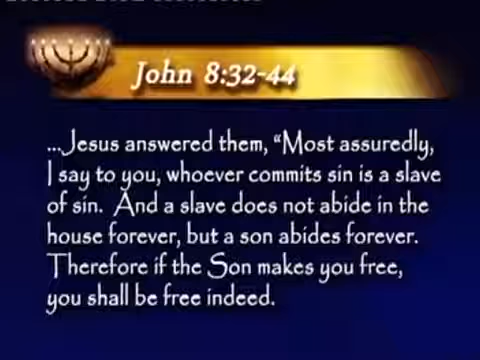 John 8:32-44
...Jesus answered them, “Most assuredly,
I say to you, whoever commits sin is a slave
of sin. And a slave does not abide in the
house forever, but a son abides forever.
Therefore if the Son makes you free,
you shall be free indeed.